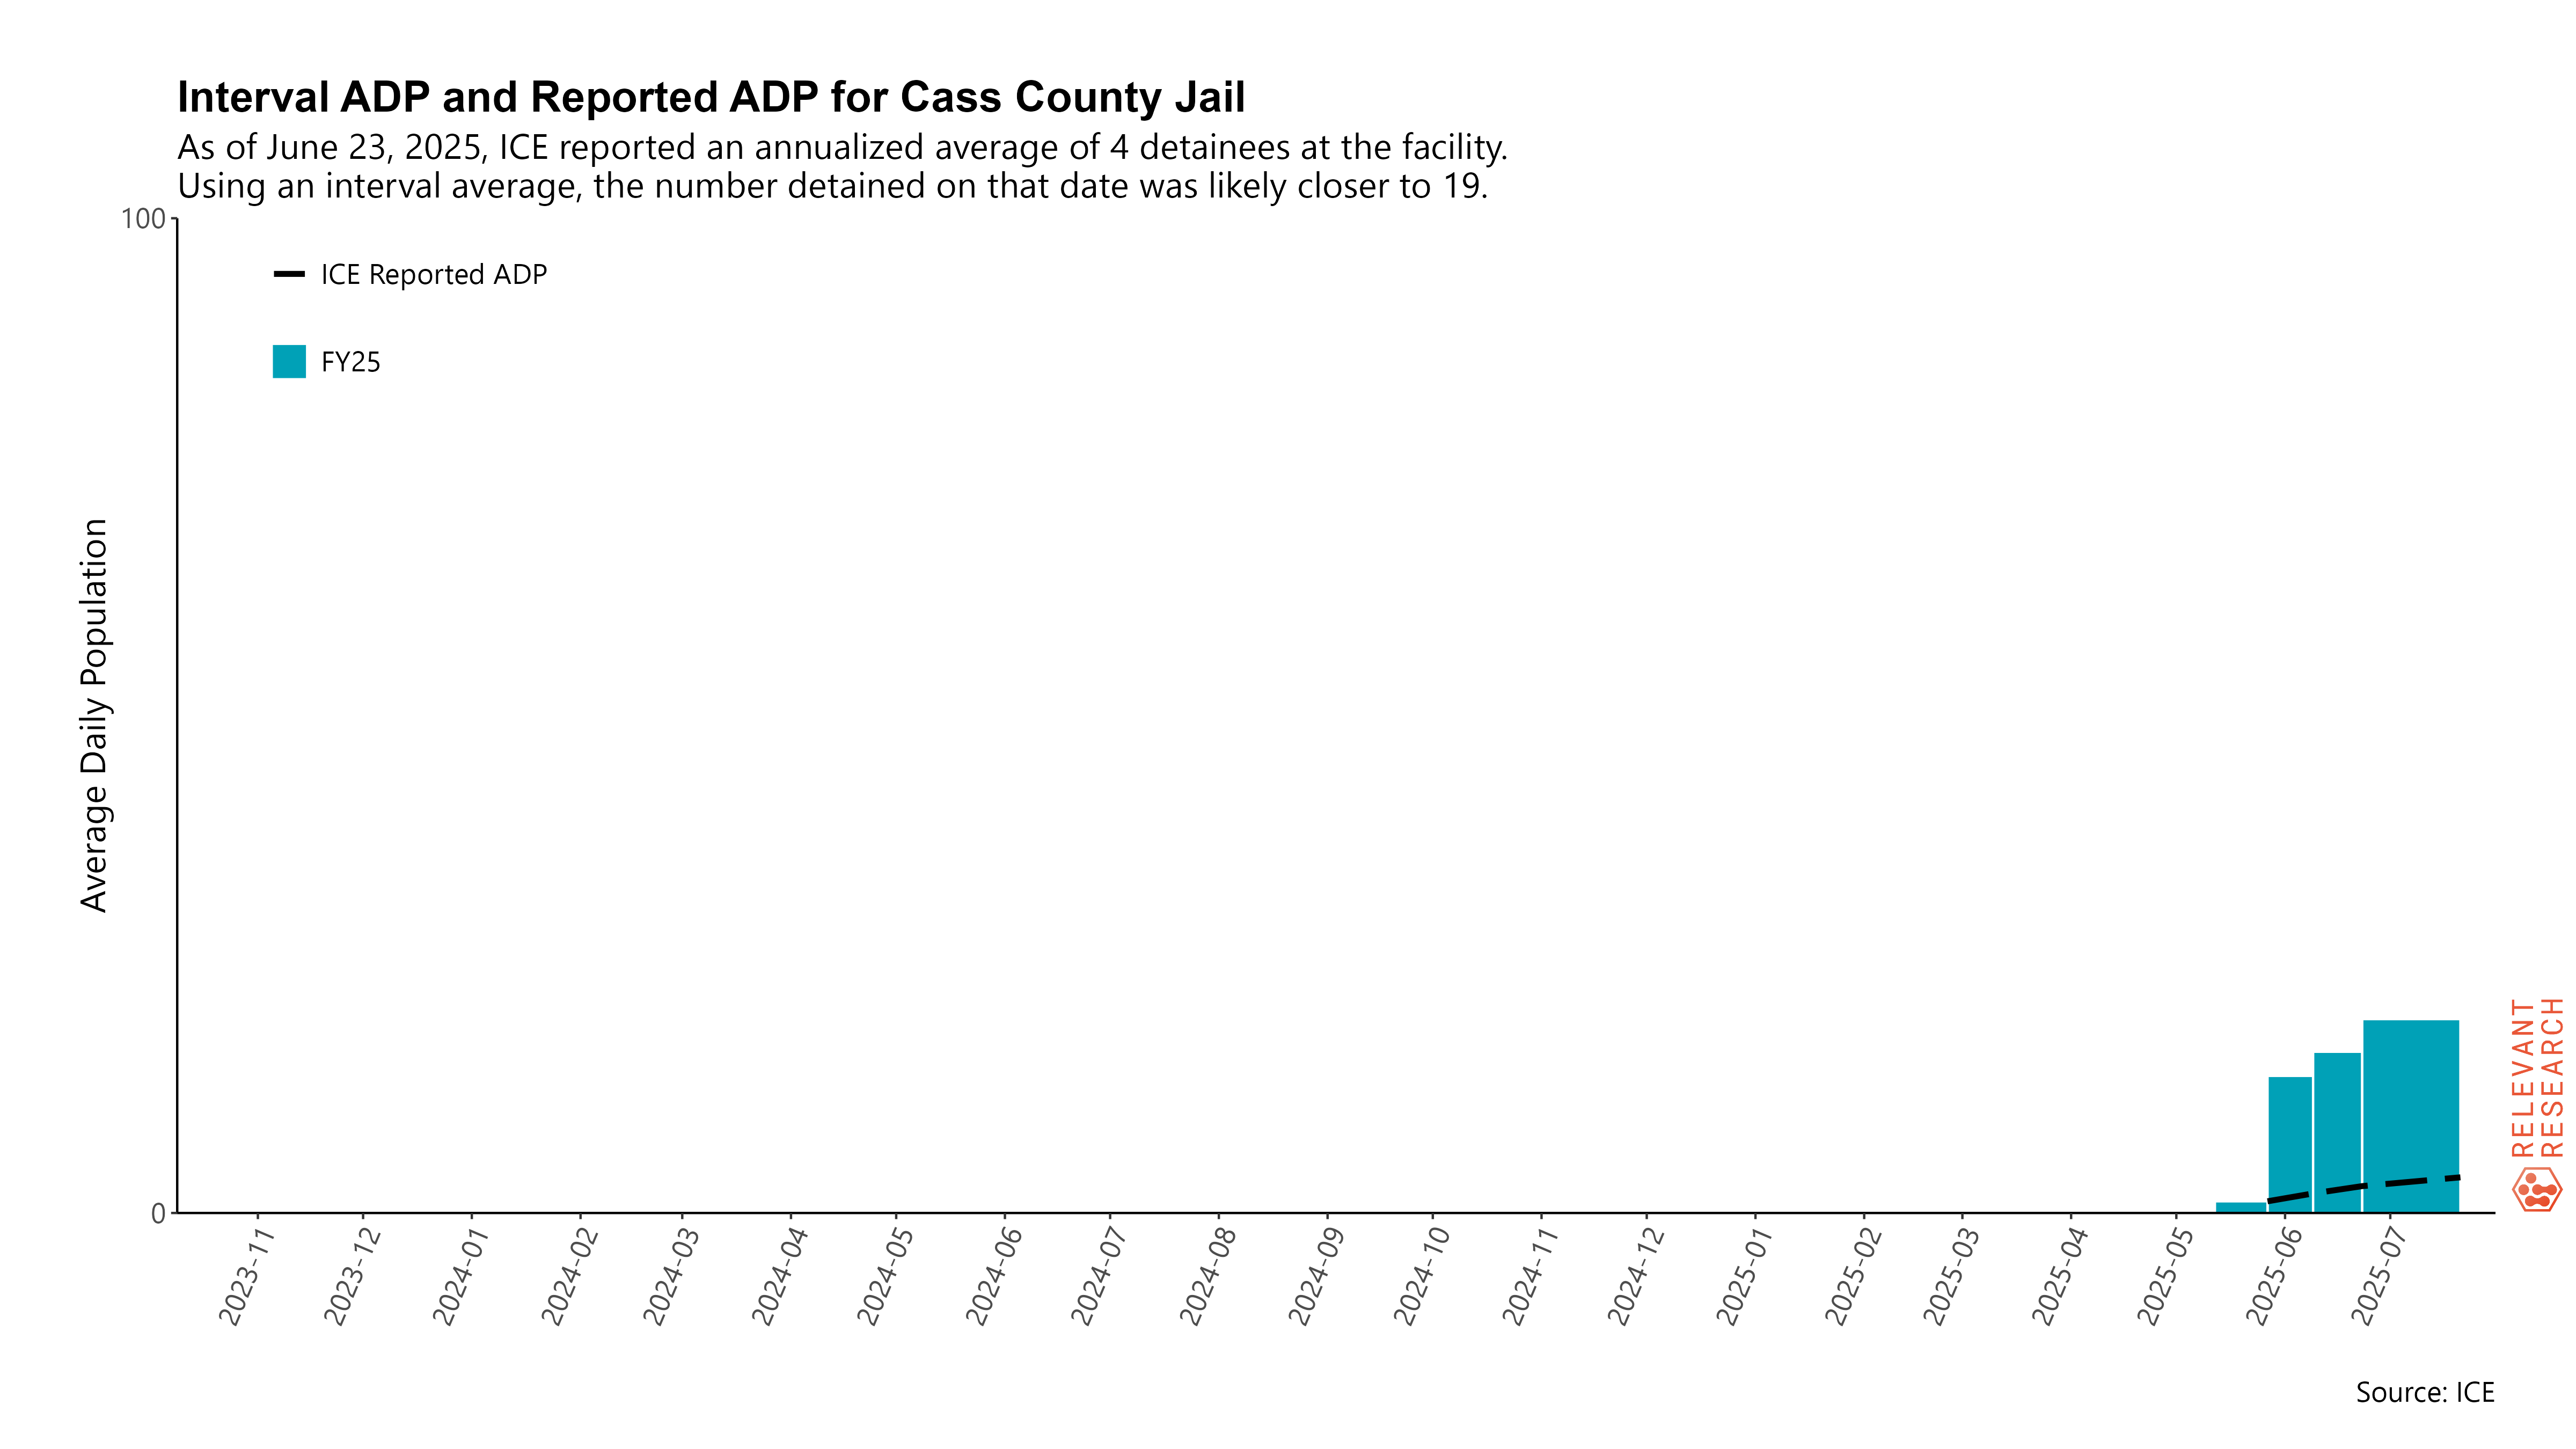 Interval ADP and Reported ADP for Cass County Jail
As of June 23, 2025, ICE reported an annualized average of 4 detainees at the facility.
Using an interval average, the number detained on that date was likely closer to 19.
100
ICE Reported ADP
FY25
Average Daily Population
0
2023-11
2023-12
2024-01
2024-02
2024-03
2024-04
2024-05
2024-06
2024-07
2024-08
2024-09
2024-10
2024-11
2024-12
2025-01
2025-02
2025-03
2025-04
2025-05
2025-06
2025-07
RELEVANT
RESEARCH
Source: ICE